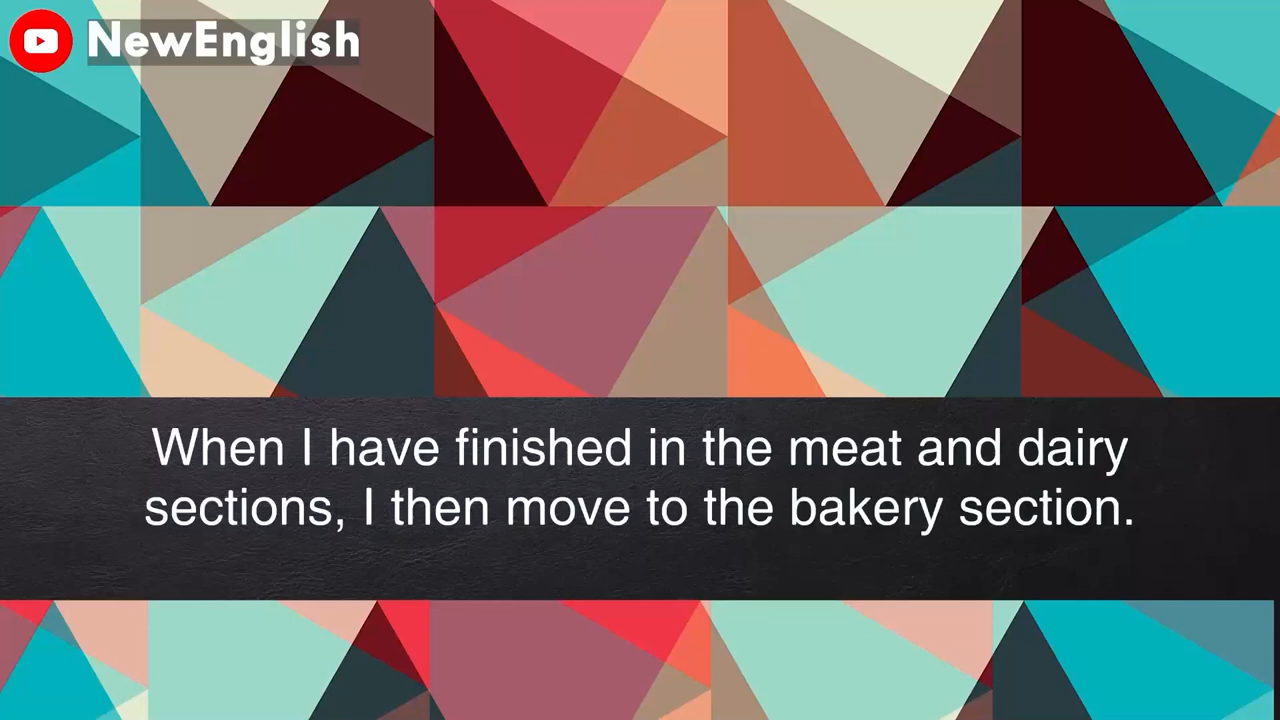 NewEnglish
When I have finished in the meat and dairy
sections, I then move to the bakery section.